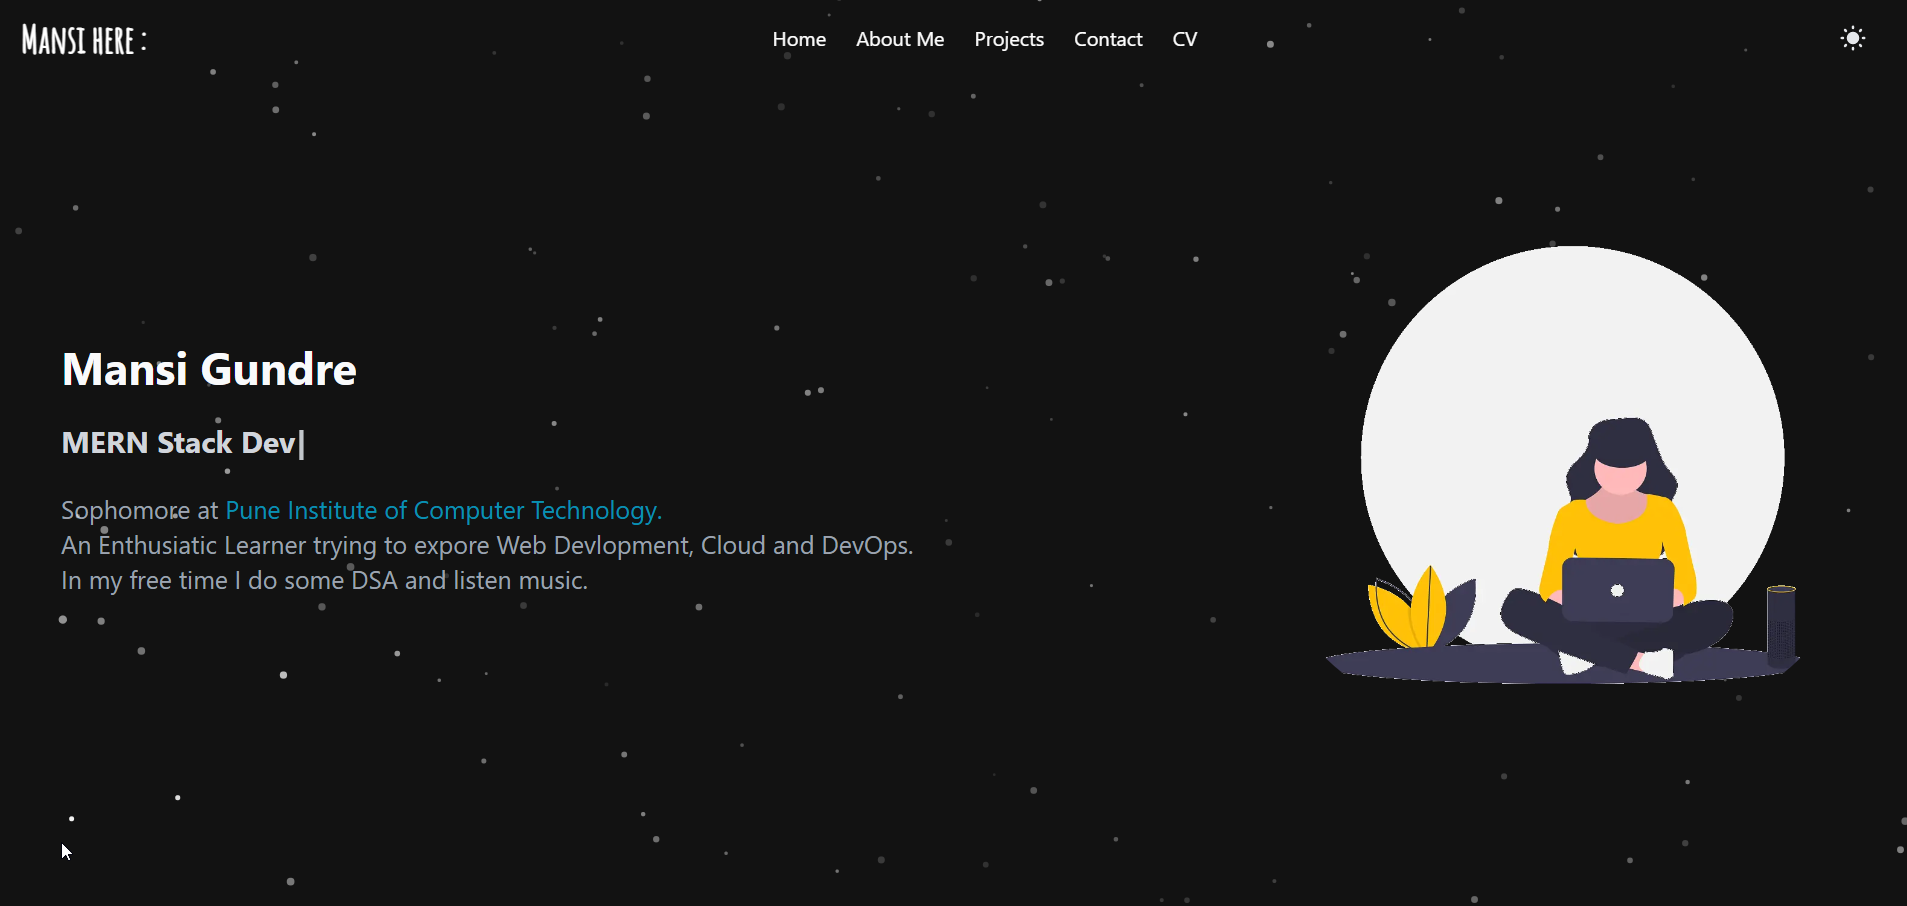 Mansi here :
Home About Me Projects Contact CV
Mansi Gundre
MERN Stack Dev|
Sophomore at Pune Institute of Computer Technology.
An Enthusiatic Learner trying to expore Web Devlopment, Cloud and DevOps.
In my free time I do some DSA and listen music.